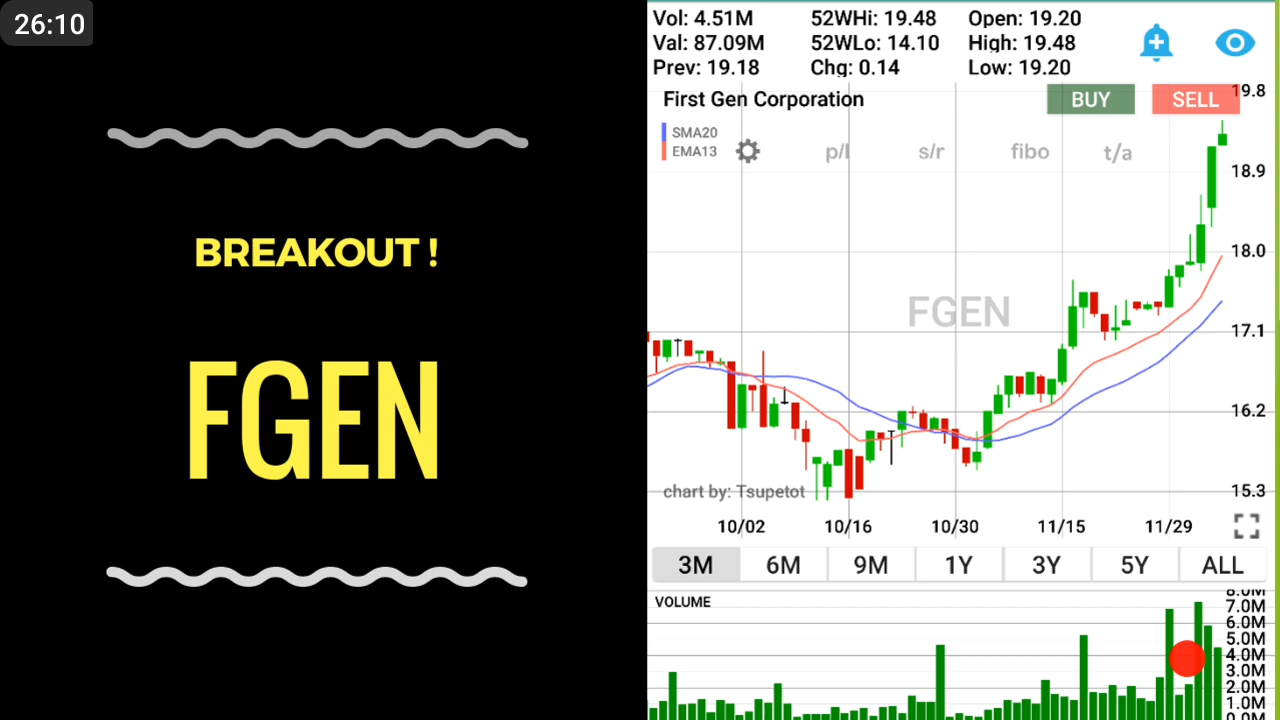 26:10
BREAKOUT !
FGEN
Vol: 4.51M 52WHi: 19.48 Open: 19.20
Val: 87.09M 52WLo: 14.10 High: 19.48
Prev: 19.18 Chg: 0.14 Low: 19.20
First Gen Corporation BUY SELL 19.8
SMA20
EMA13 p/l s/r fibo t/a
18.9
18.0
FGEN
17.1
16.2
chart by: Tsupetot 15.3
10/02 10/16 10/30 11/15 11/29
3M 6M 9M 1Y 3Y 5Y ALL
VOLUME 8.0M
7.0M
6.0M
5.0M
4.0M
3.0M
2.0M
1.0M
0.0M